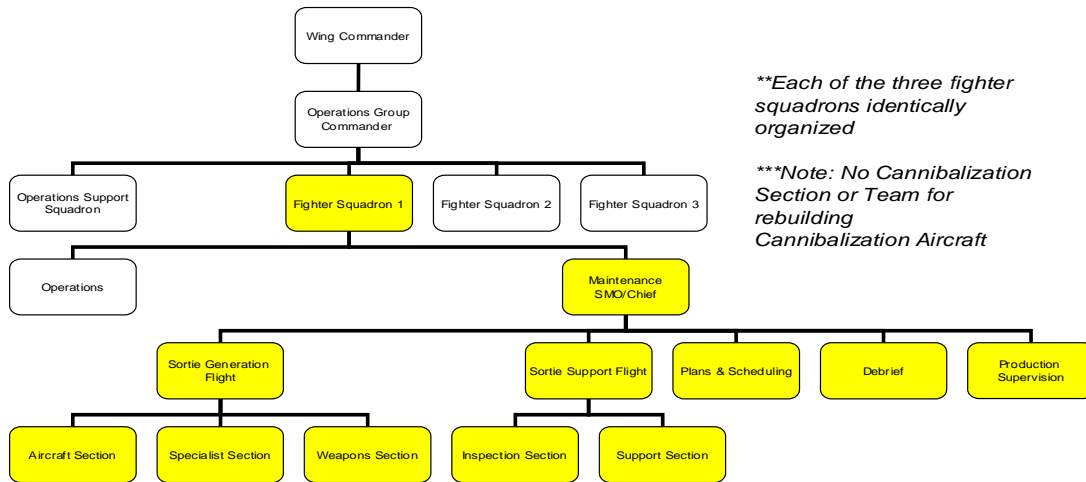 Wing Commander
**Each of the three fighter
squadrons identically
organized
Operations Group
Commander
***Note: No Cannibalization
Section or Team for
rebuilding
Cannibalization Aircraft
Operations Support
Squadron
Fighter Squadron 1
Fighter Squadron 2
Fighter Squadron 3
Operations
Maintenance
SMO/Chief
Sortie Generation
Flight
Sortie Support Flight
Plans & Scheduling
Debrief
Production
Supervision
Aircraft Section
Specialist Section
Weapons Section
Inspection Section
Support Section